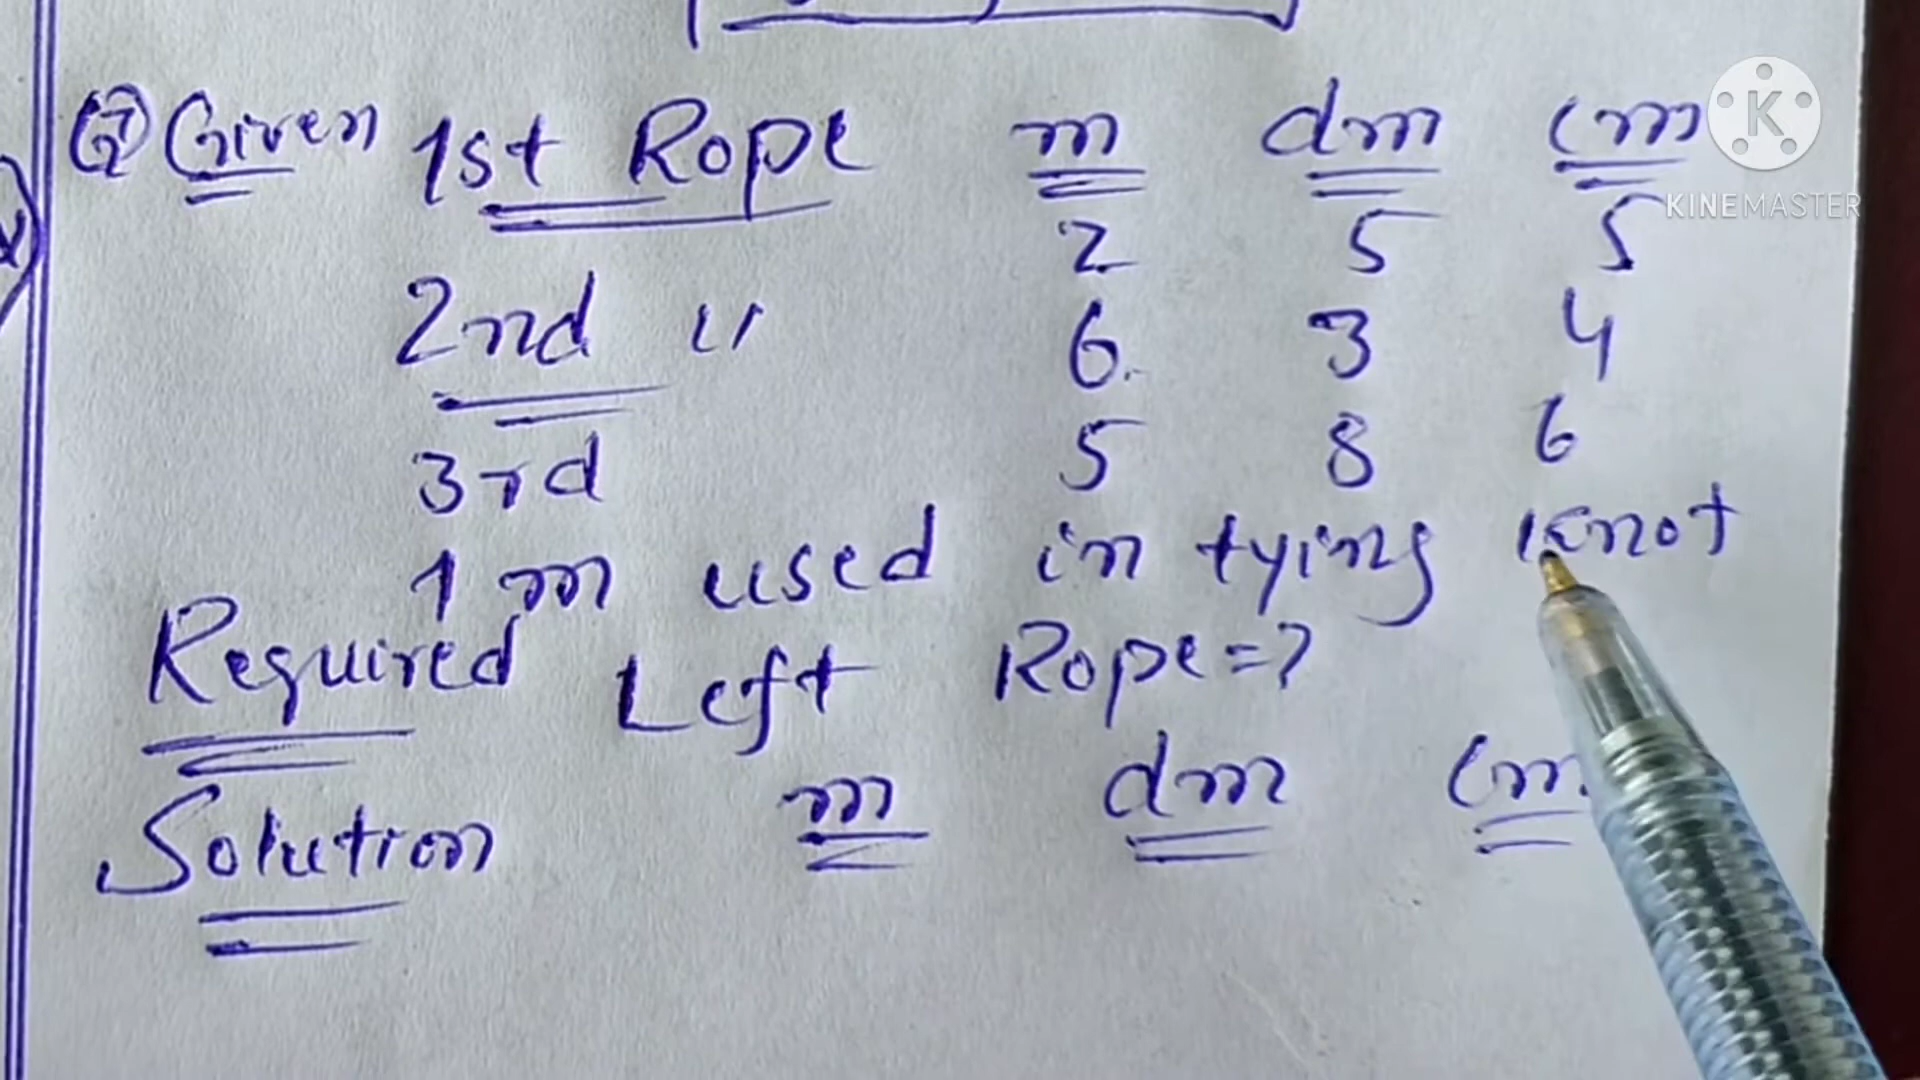 Q7 Given 1st Rope m dm cm
2 5 5
2nd " 6 3 4
3rd 5 8 6
1 m used in tying knot
Required Left Rope=?
Solution m dm cm
K
KINEMASTER